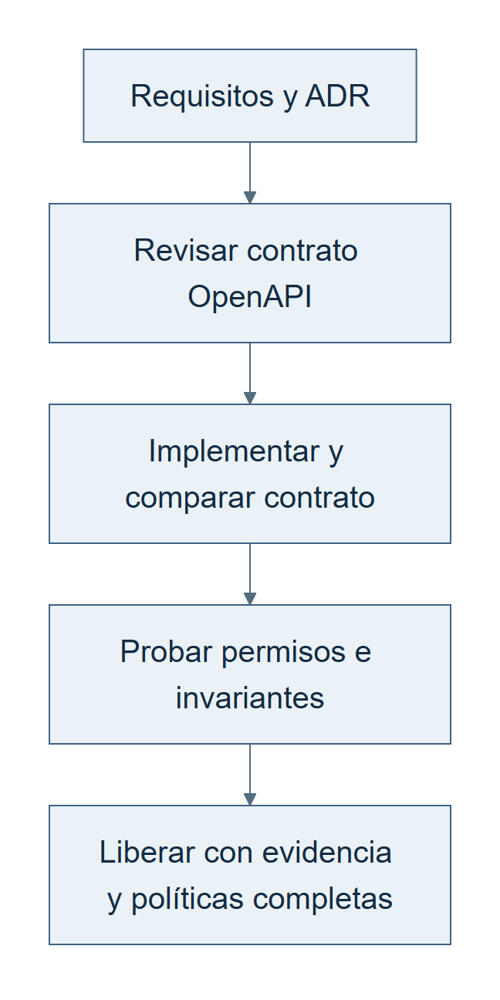 Requisitos y ADR
Revisar contrato
OpenAPI
Implementar y
comparar contrato
Probar permisos e
invariantes
Liberar con evidencia
y políticas completas